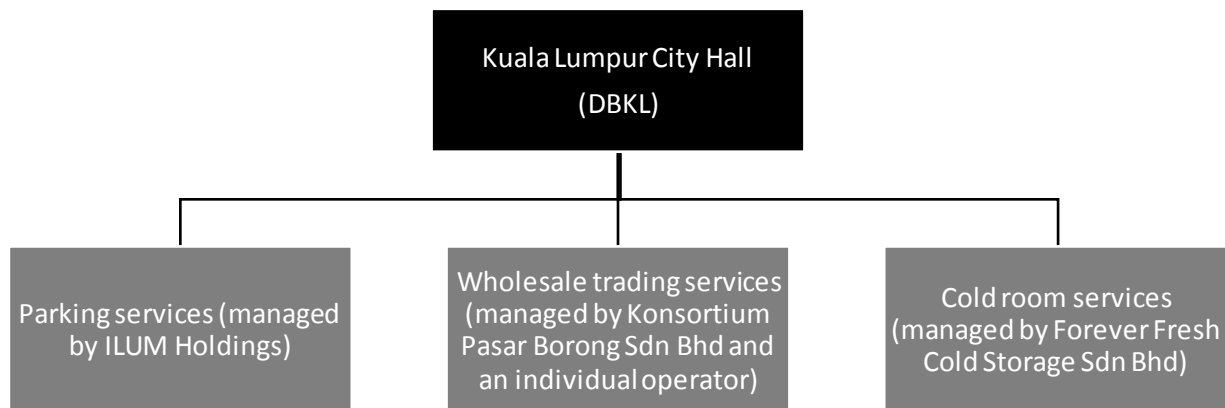 Kuala Lumpur City Hall
(DBKL)
Parking services (managed
by ILUM Holdings)
Wholesale trading services
(managed by Konsortium
Pasar Borong Sdn Bhd and
an individual operator)
Cold room services
(managed by Forever Fresh
Cold Storage Sdn Bhd)